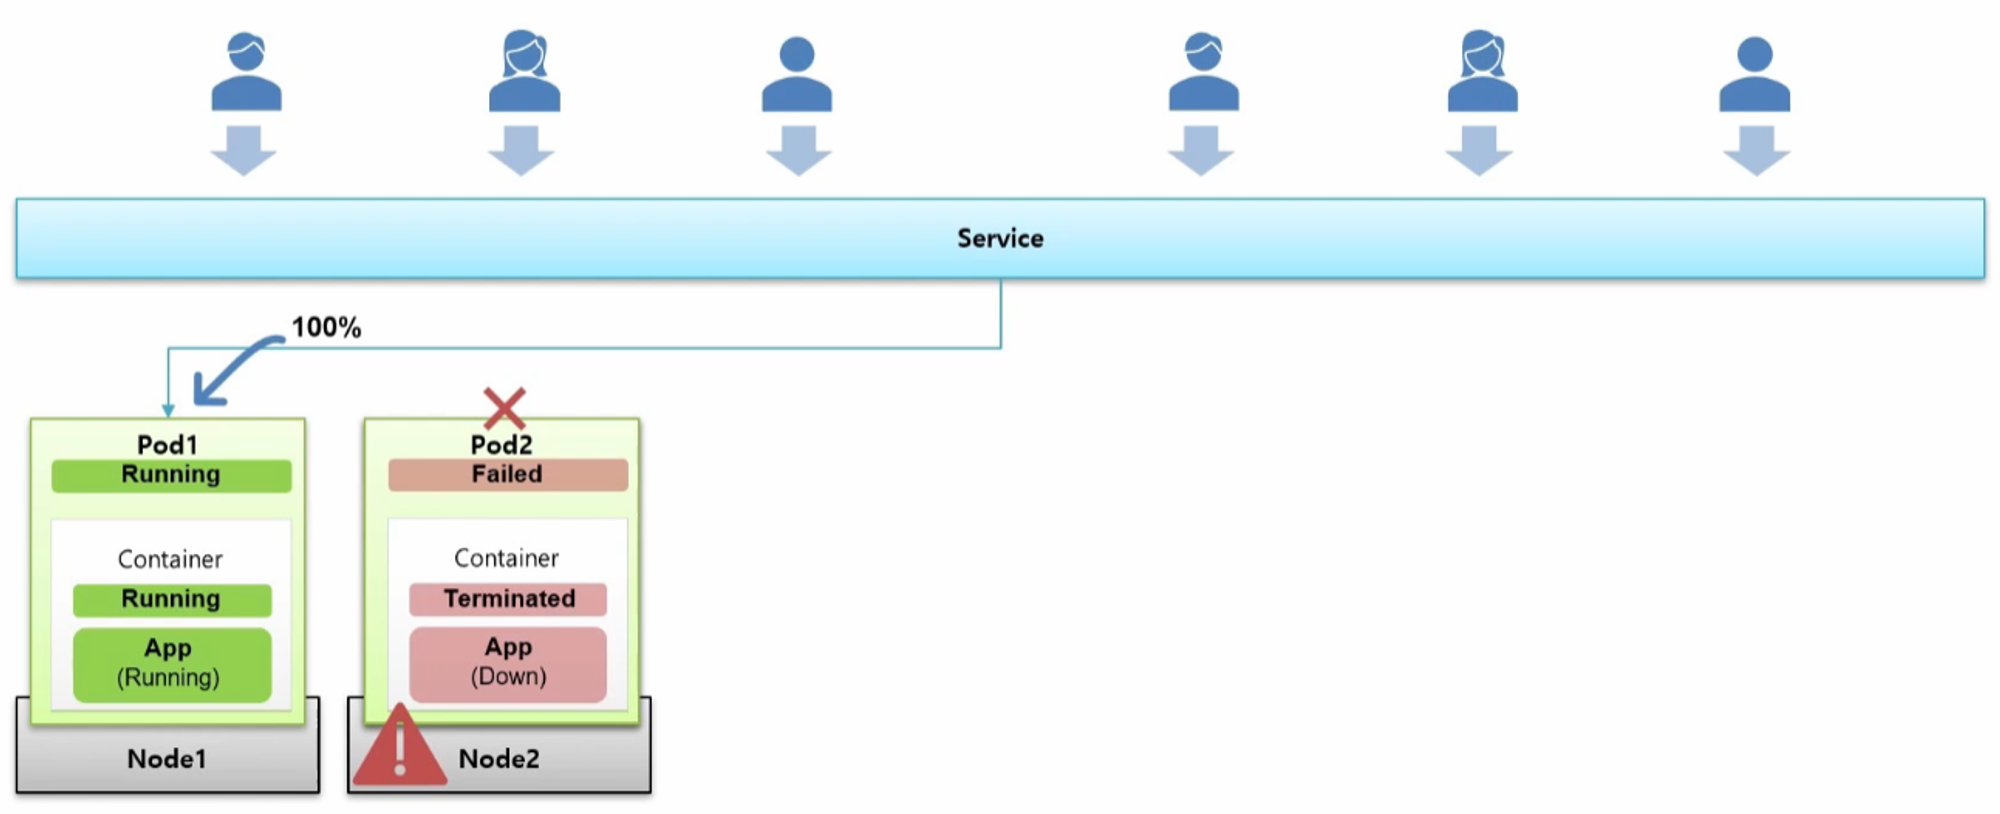 Service
100%
Pod1
Running
Container
Running
App
(Running)
Node1
Pod2
Failed
Container
Terminated
App
(Down)
Node2